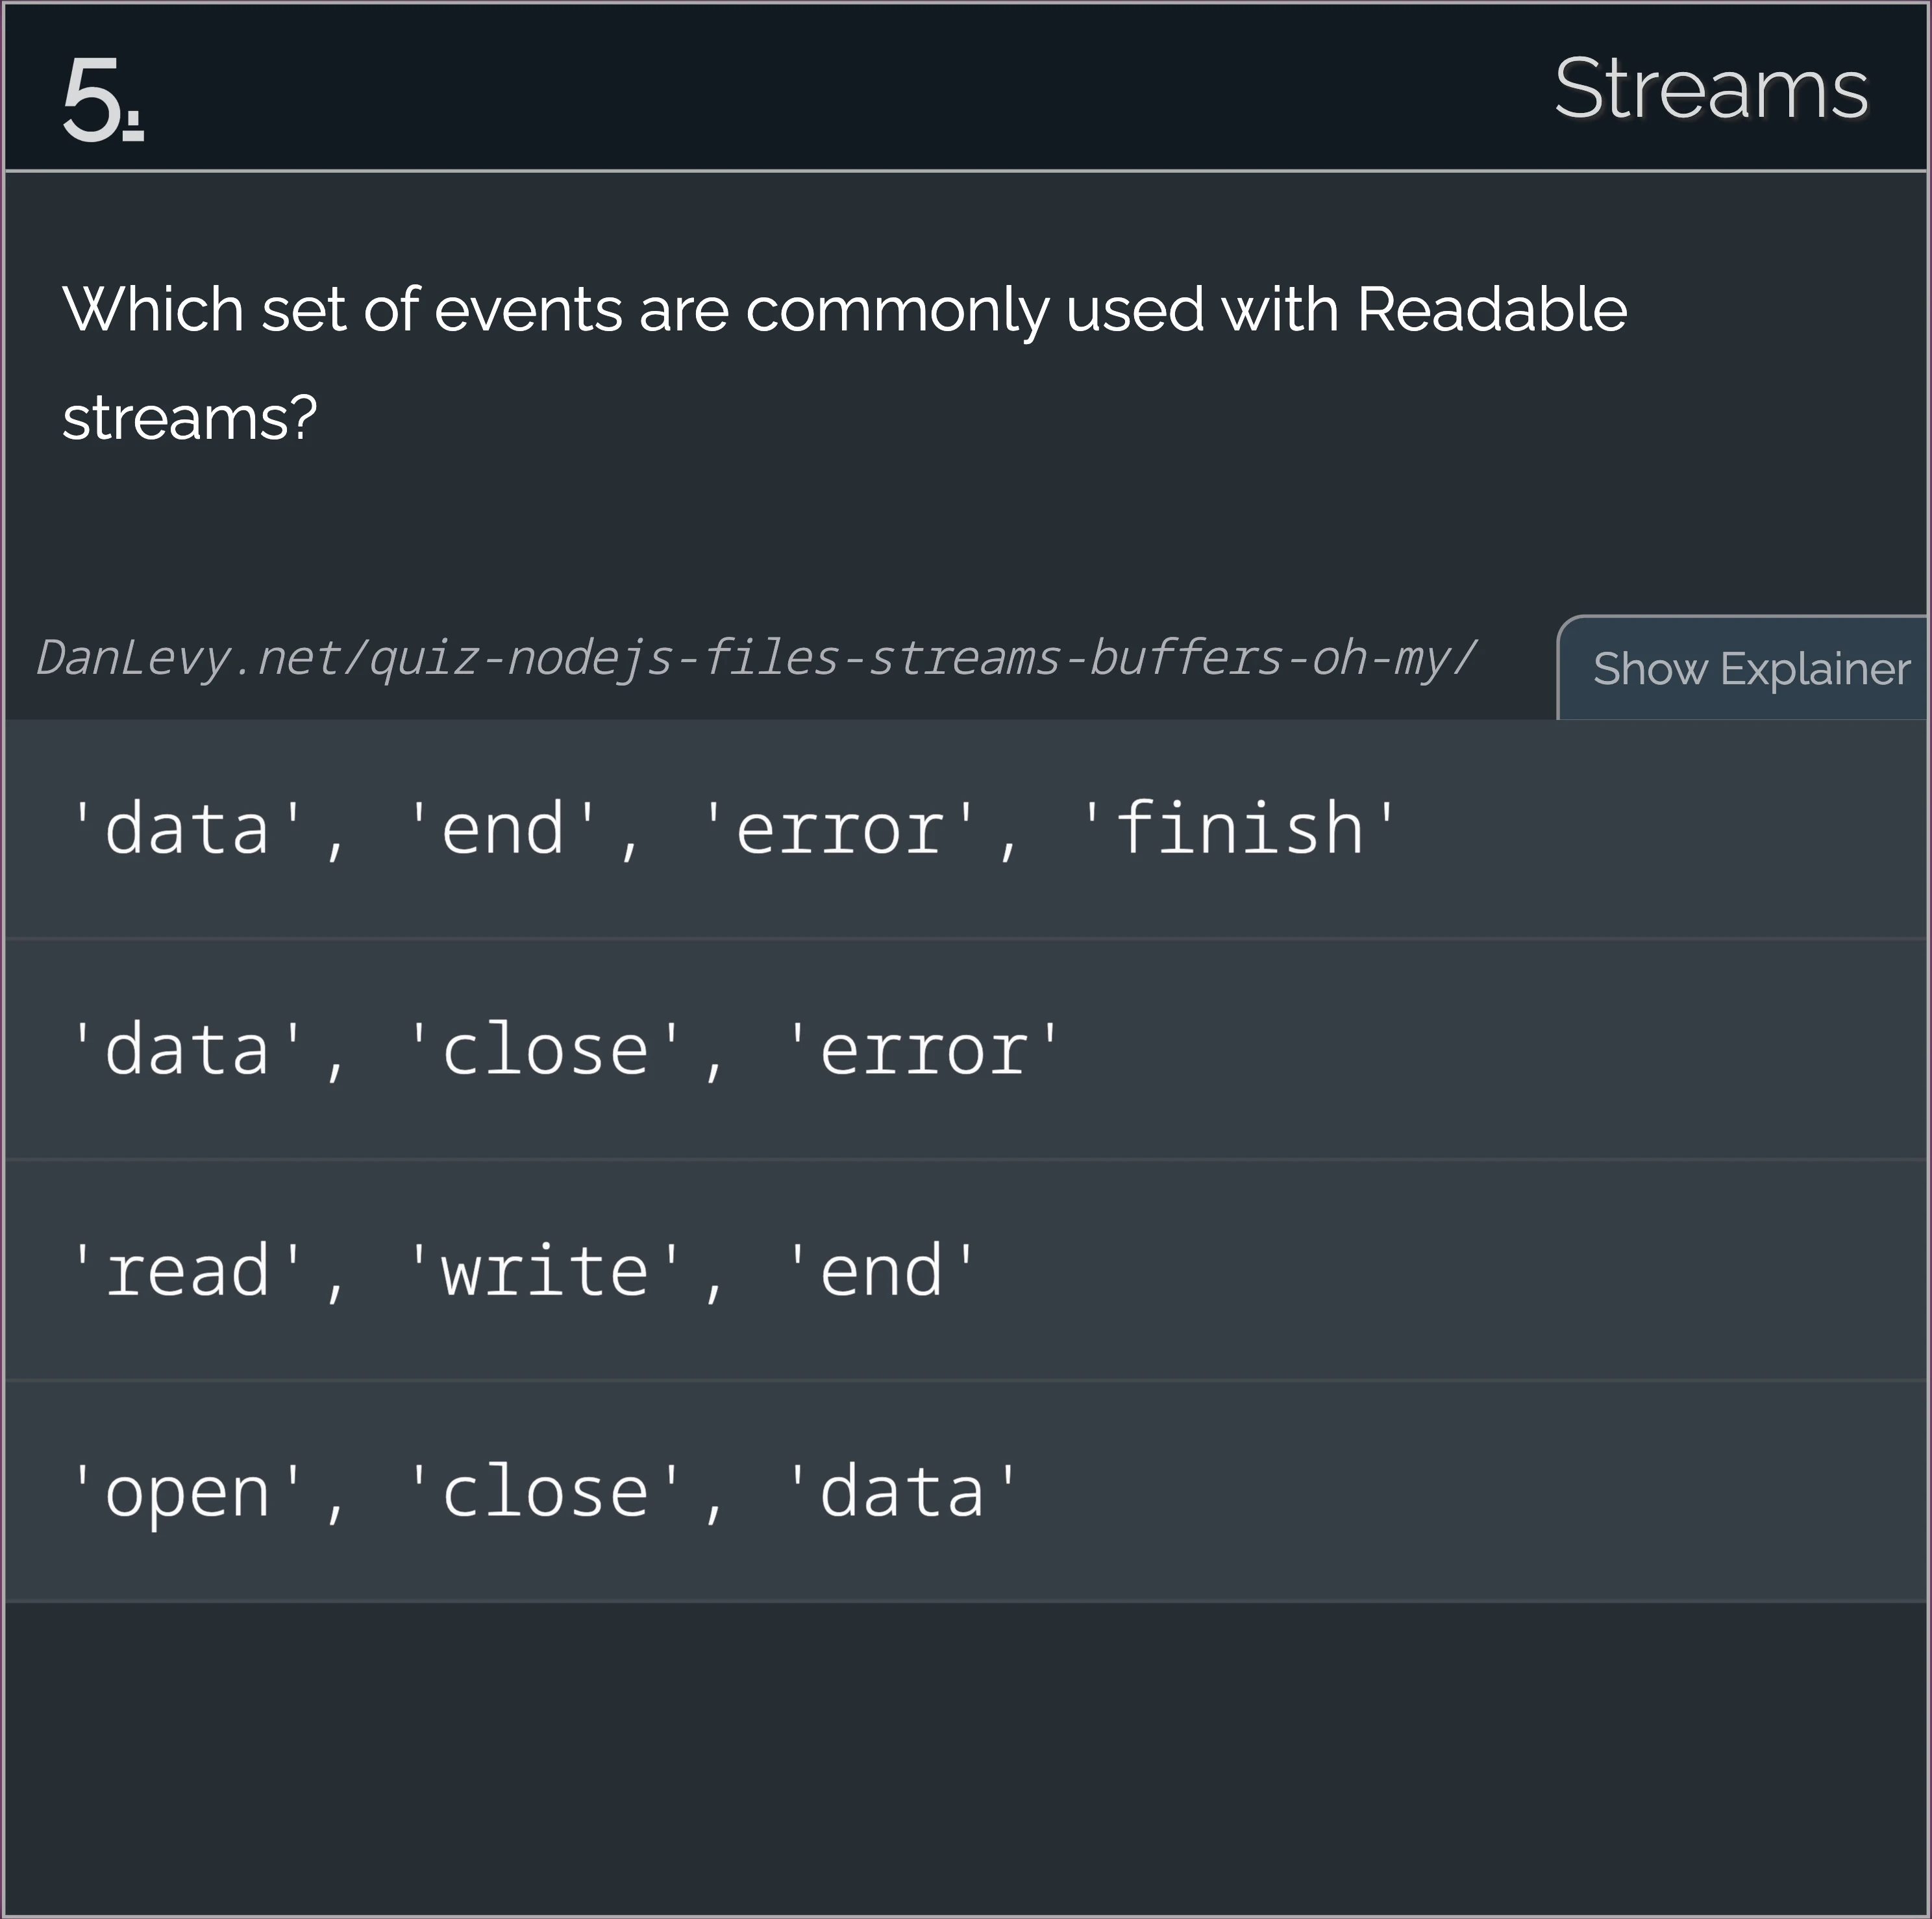 5.
Streams
Which set of events are commonly used with Readable
streams?
DanLevy.net/quiz-nodejs-files-streams-buffers-oh-my/
Show Explainer
'data', 'end', 'error', 'finish'
'data', 'close', 'error'
'read', 'write', 'end'
'open', 'close', 'data'